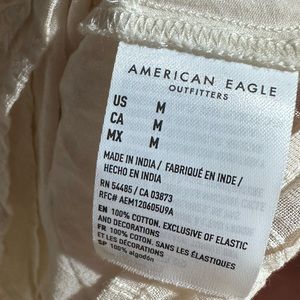 AMERICAN EAGLE
OUTFITTERS
US M
CA M
MX M
MADE IN INDIA / FABRIQUÉ EN INDE /
HECHO EN INDIA
RN 54485 / CA 03873
RFC# AEM120605U9A
EN 100% COTTON. EXCLUSIVE OF ELASTIC
AND DECORATIONS
FR 100% COTON. SANS LES ÉLASTIQUES
ET LES DÉCORATIONS
SP 100% algodón